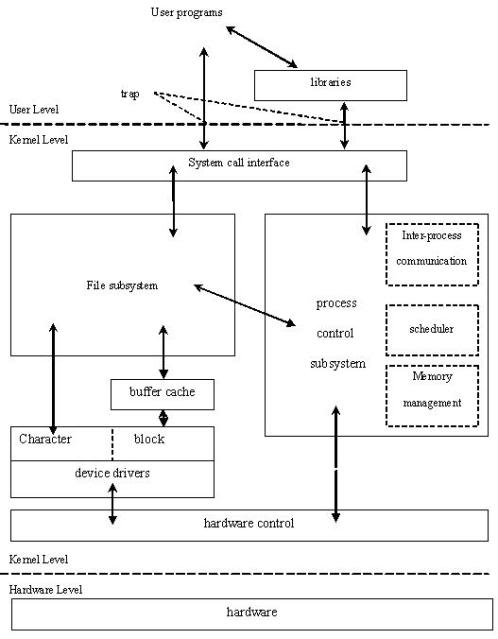 User programs
libraries
trap
User Level
Kernel Level
System call interface
File subsystem
Inter-process
communication
process
control
subsystem
scheduler
Memory
management
buffer cache
Character
block
device drivers
hardware control
Kernel Level
Hardware Level
hardware